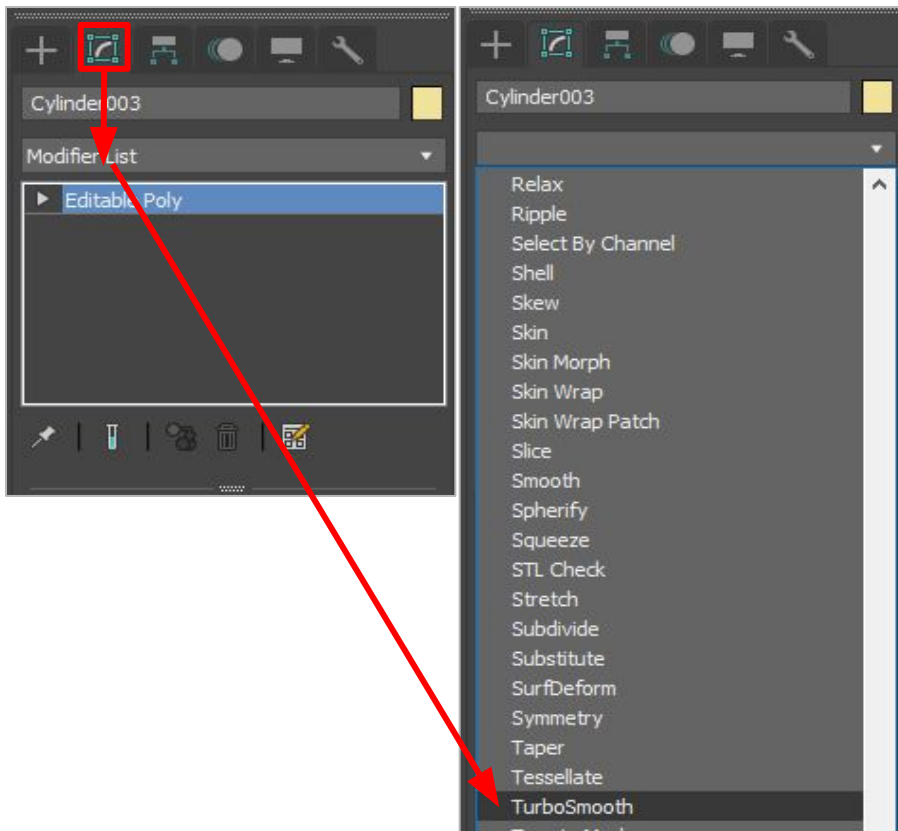 Cylinder003
Modifier List
Editable Poly
Cylinder003
Relax
Ripple
Select By Channel
Shell
Skew
Skin
Skin Morph
Skin Wrap
Skin Wrap Patch
Slice
Smooth
Spherify
Squeeze
STL Check
Stretch
Subdivide
Substitute
SurfDeform
Symmetry
Taper
Tessellate
TurboSmooth